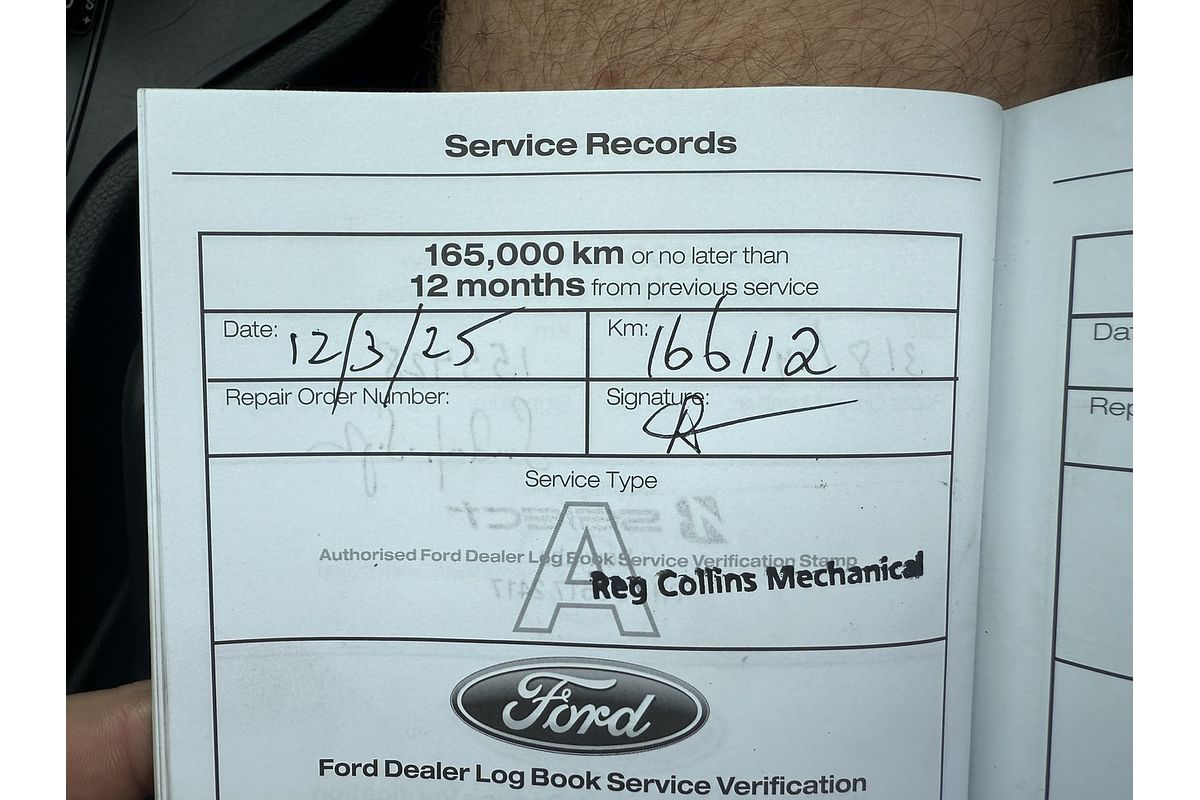 Service Records
165,000 km or no later than
12 months from previous service
Date: 12/3/25
Km: 166112
Repair Order Number:
Signature:
Service Type
A
Authorised Ford Dealer Log Book Service Verification Stamp
Reg Collins Mechanical
Ford
Ford Dealer Log Book Service Verification
Dat
Rep